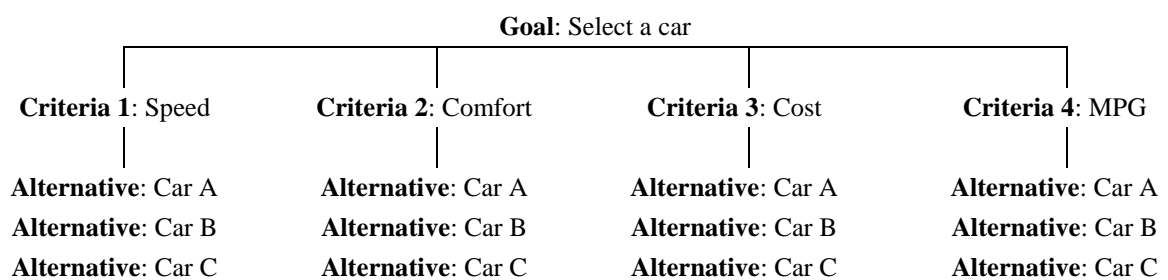 Goal: Select a car
Criteria 1: Speed
Criteria 2: Comfort
Criteria 3: Cost
Criteria 4: MPG
Alternative: Car A
Alternative: Car A
Alternative: Car A
Alternative: Car A
Alternative: Car B
Alternative: Car B
Alternative: Car B
Alternative: Car B
Alternative: Car C
Alternative: Car C
Alternative: Car C
Alternative: Car C